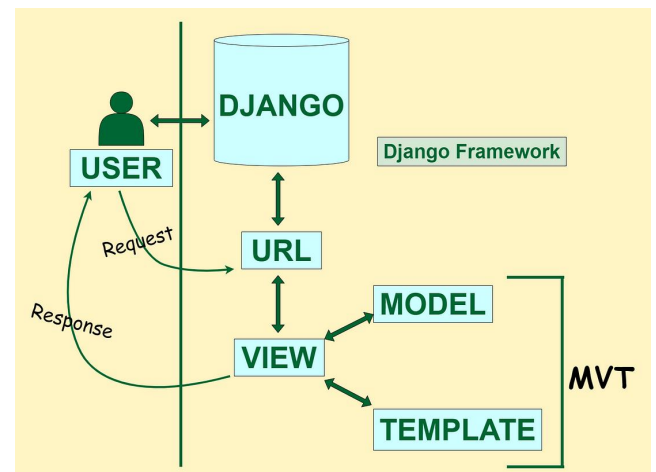 DJANGO
Django Framework
USER
Request
URL
Response
MODEL
VIEW
MVT
TEMPLATE